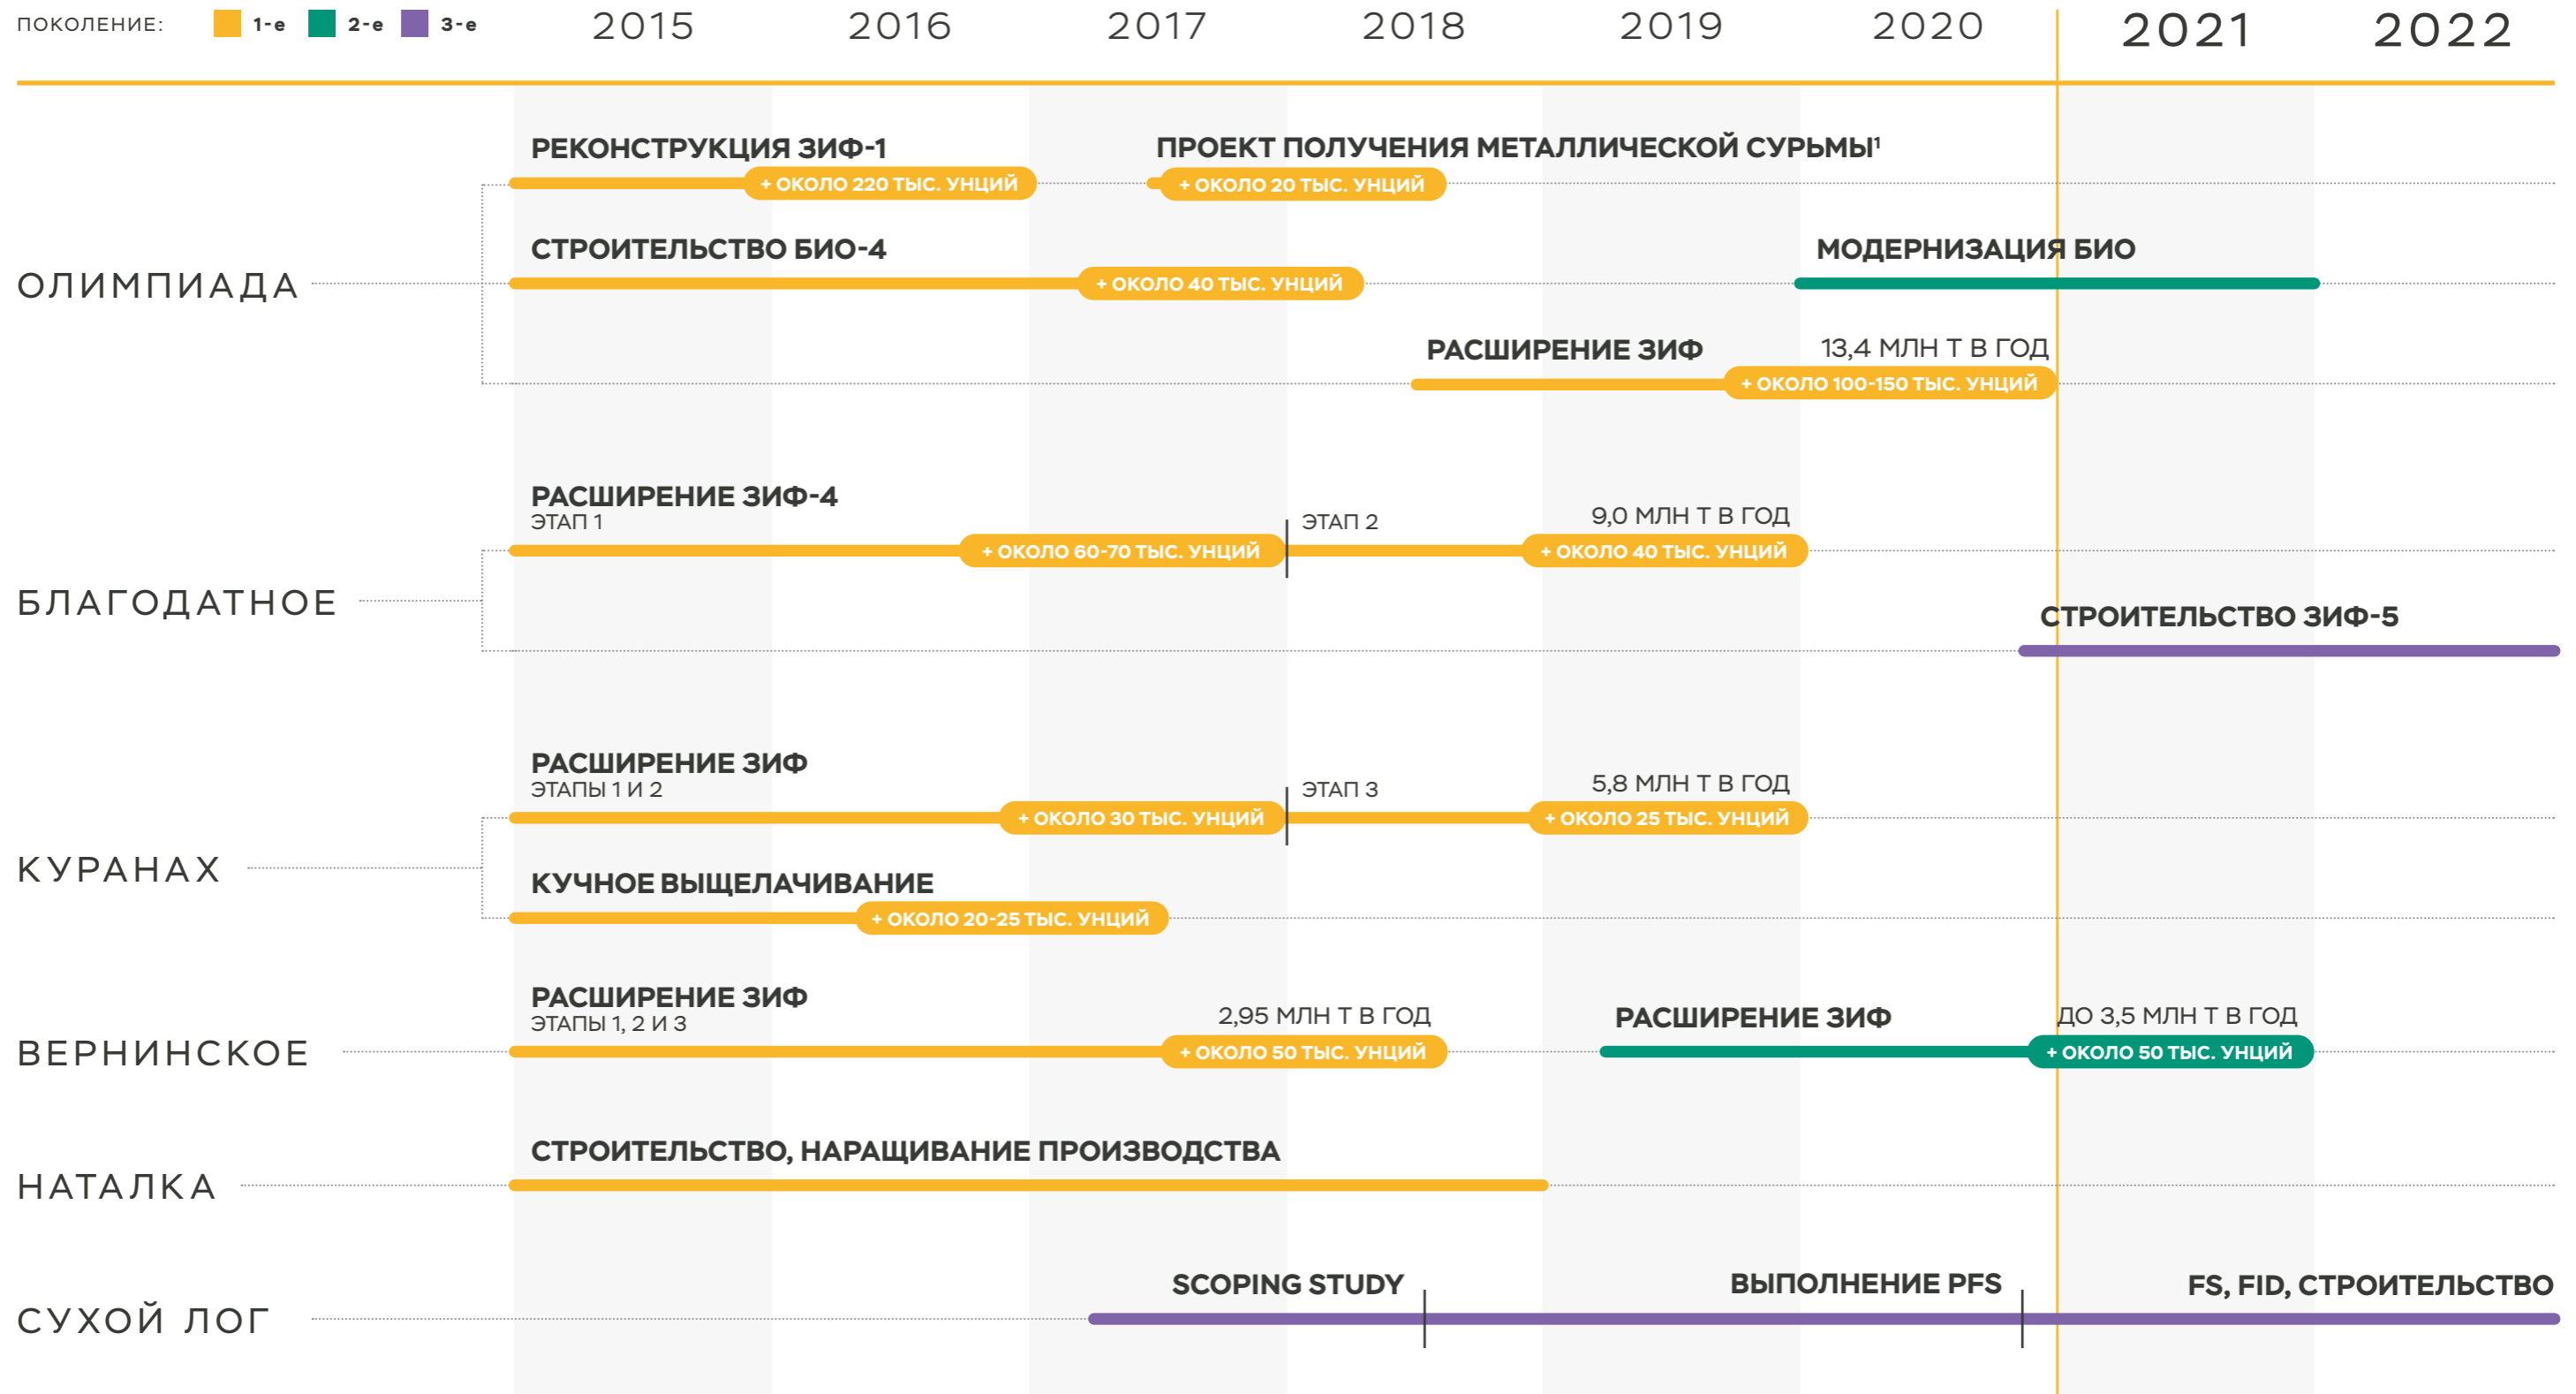 ПОКОЛЕНИЕ: 1-е 2-е 3-е
2015 2016 2017 2018 2019 2020 2021 2022
ОЛИМПИАДА
РЕКОНСТРУКЦИЯ ЗИФ-1
+ ОКОЛО 220 ТЫС. УНЦИЙ
ПРОЕКТ ПОЛУЧЕНИЯ МЕТАЛЛИЧЕСКОЙ СУРЬМЫ¹
+ ОКОЛО 20 ТЫС. УНЦИЙ
СТРОИТЕЛЬСТВО БИО-4
+ ОКОЛО 40 ТЫС. УНЦИЙ
МОДЕРНИЗАЦИЯ БИО
РАСШИРЕНИЕ ЗИФ
13,4 МЛН Т В ГОД
+ ОКОЛО 100-150 ТЫС. УНЦИЙ
БЛАГОДАТНОЕ
РАСШИРЕНИЕ ЗИФ-4
ЭТАП 1
+ ОКОЛО 60-70 ТЫС. УНЦИЙ
ЭТАП 2
9,0 МЛН Т В ГОД
+ ОКОЛО 40 ТЫС. УНЦИЙ
СТРОИТЕЛЬСТВО ЗИФ-5
КУРАНАХ
РАСШИРЕНИЕ ЗИФ
ЭТАПЫ 1 И 2
+ ОКОЛО 30 ТЫС. УНЦИЙ
ЭТАП 3
5,8 МЛН Т В ГОД
+ ОКОЛО 25 ТЫС. УНЦИЙ
КУЧНОЕ ВЫЩЕЛАЧИВАНИЕ
+ ОКОЛО 20-25 ТЫС. УНЦИЙ
ВЕРНИНСКОЕ
РАСШИРЕНИЕ ЗИФ
ЭТАПЫ 1, 2 И 3
2,95 МЛН Т В ГОД
+ ОКОЛО 50 ТЫС. УНЦИЙ
РАСШИРЕНИЕ ЗИФ
ДО 3,5 МЛН Т В ГОД
+ ОКОЛО 50 ТЫС. УНЦИЙ
НАТАЛКА
СТРОИТЕЛЬСТВО, НАРАЩИВАНИЕ ПРОИЗВОДСТВА
СУХОЙ ЛОГ
SCOPING STUDY
ВЫПОЛНЕНИЕ PFS
FS, FID, СТРОИТЕЛЬСТВО